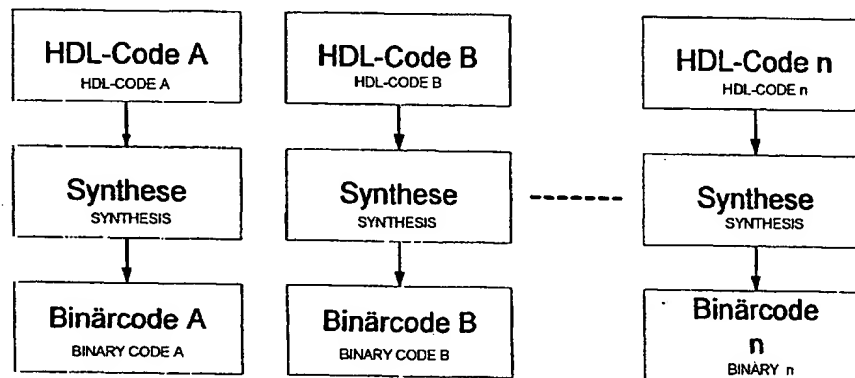 HDL-Code A
HDL-CODE A
HDL-Code B
HDL-CODE B
HDL-Code n
HDL-CODE n
Synthese
SYNTHESIS
Synthese
SYNTHESIS
Synthese
SYNTHESIS
Binärcode A
BINARY CODE A
Binärcode B
BINARY CODE B
Binärcode
n
BINARY n